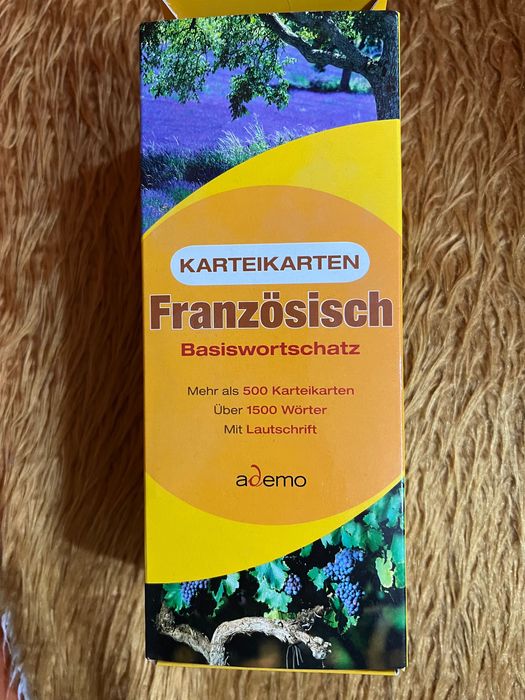 KARTEIKARTEN
Französisch
Basiswortschatz
Mehr als 500 Karteikarten
Über 1500 Wörter
Mit Lautschrift
ademo